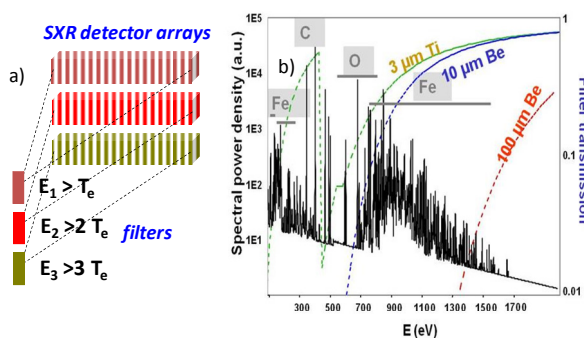 SXR detector arrays
a)
E1 > Te
E2 >2 Te
E3 >3 Te
filters
b)
Spectral power density (a.u.)
1E5
1E4
1E3
1E2
1E1
Fe
C
O
3 μm Ti
10 μm Be
Fe
100 μm Be
100
300
500
700
900
1100
1300
1500
1700
E (eV)
1
0.1
0.01
Filter transmission